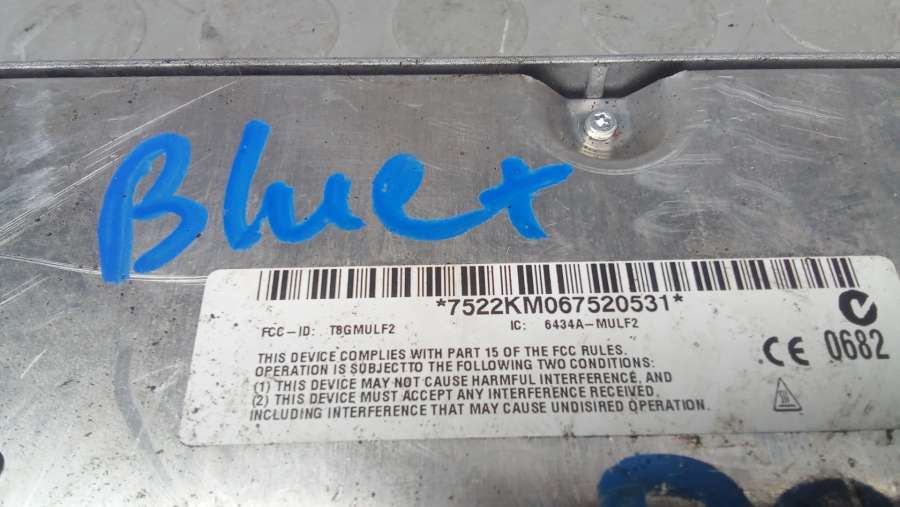 Bluet
*7522KM067520531*
FCC-ID: T8GMULF2 IC: 6434A-MULF2
CE 0682
THIS DEVICE COMPLIES WITH PART 15 OF THE FCC RULES.
OPERATION IS SUBJECT TO THE FOLLOWING TWO CONDITIONS:
(1) THIS DEVICE MAY NOT CAUSE HARMFUL INTERFERENCE, AND
(2) THIS DEVICE MUST ACCEPT ANY INTERFERENCE RECEIVED,
INCLUDING INTERFERENCE THAT MAY CAUSE UNDISIRED OPERATION.